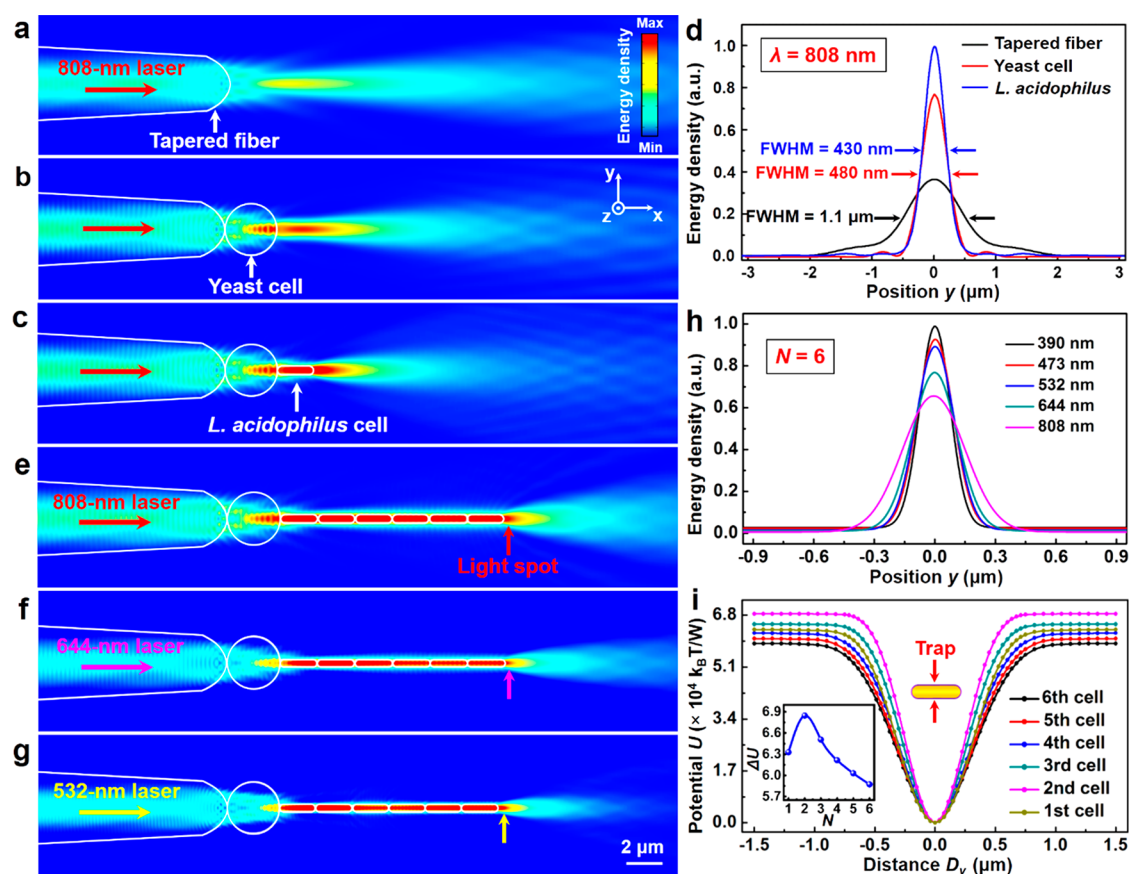 a
808-nm laser
Tapered fiber
Max
Energy density
Min
b
y
z
x
Yeast cell
c
L. acidophilus cell
e
808-nm laser
Light spot
f
644-nm laser
g
532-nm laser
2 µm
d
λ = 808 nm
Tapered fiber
Yeast cell
L. acidophilus
FWHM = 430 nm
FWHM = 480 nm
FWHM = 1.1 µm
Energy density (a.u.)
1.0
0.8
0.6
0.4
0.2
0.0
-3 -2 -1 0 1 2 3
Position y (µm)
h
N = 6
390 nm
473 nm
532 nm
644 nm
808 nm
Energy density (a.u.)
1.0
0.8
0.6
0.4
0.2
0.0
-0.9 -0.6 -0.3 0.0 0.3 0.6 0.9
Position y (µm)
i
Potential U (× 10⁴ kBT/W)
6.8
5.1
3.4
1.7
0.0
Trap
6th cell
5th cell
4th cell
3rd cell
2nd cell
1st cell
ΔU
6.9
6.6
6.3
6.0
5.7
1 2 3 4 5 6
N
-1.5 -1.0 -0.5 0.0 0.5 1.0 1.5
Distance Dy (µm)